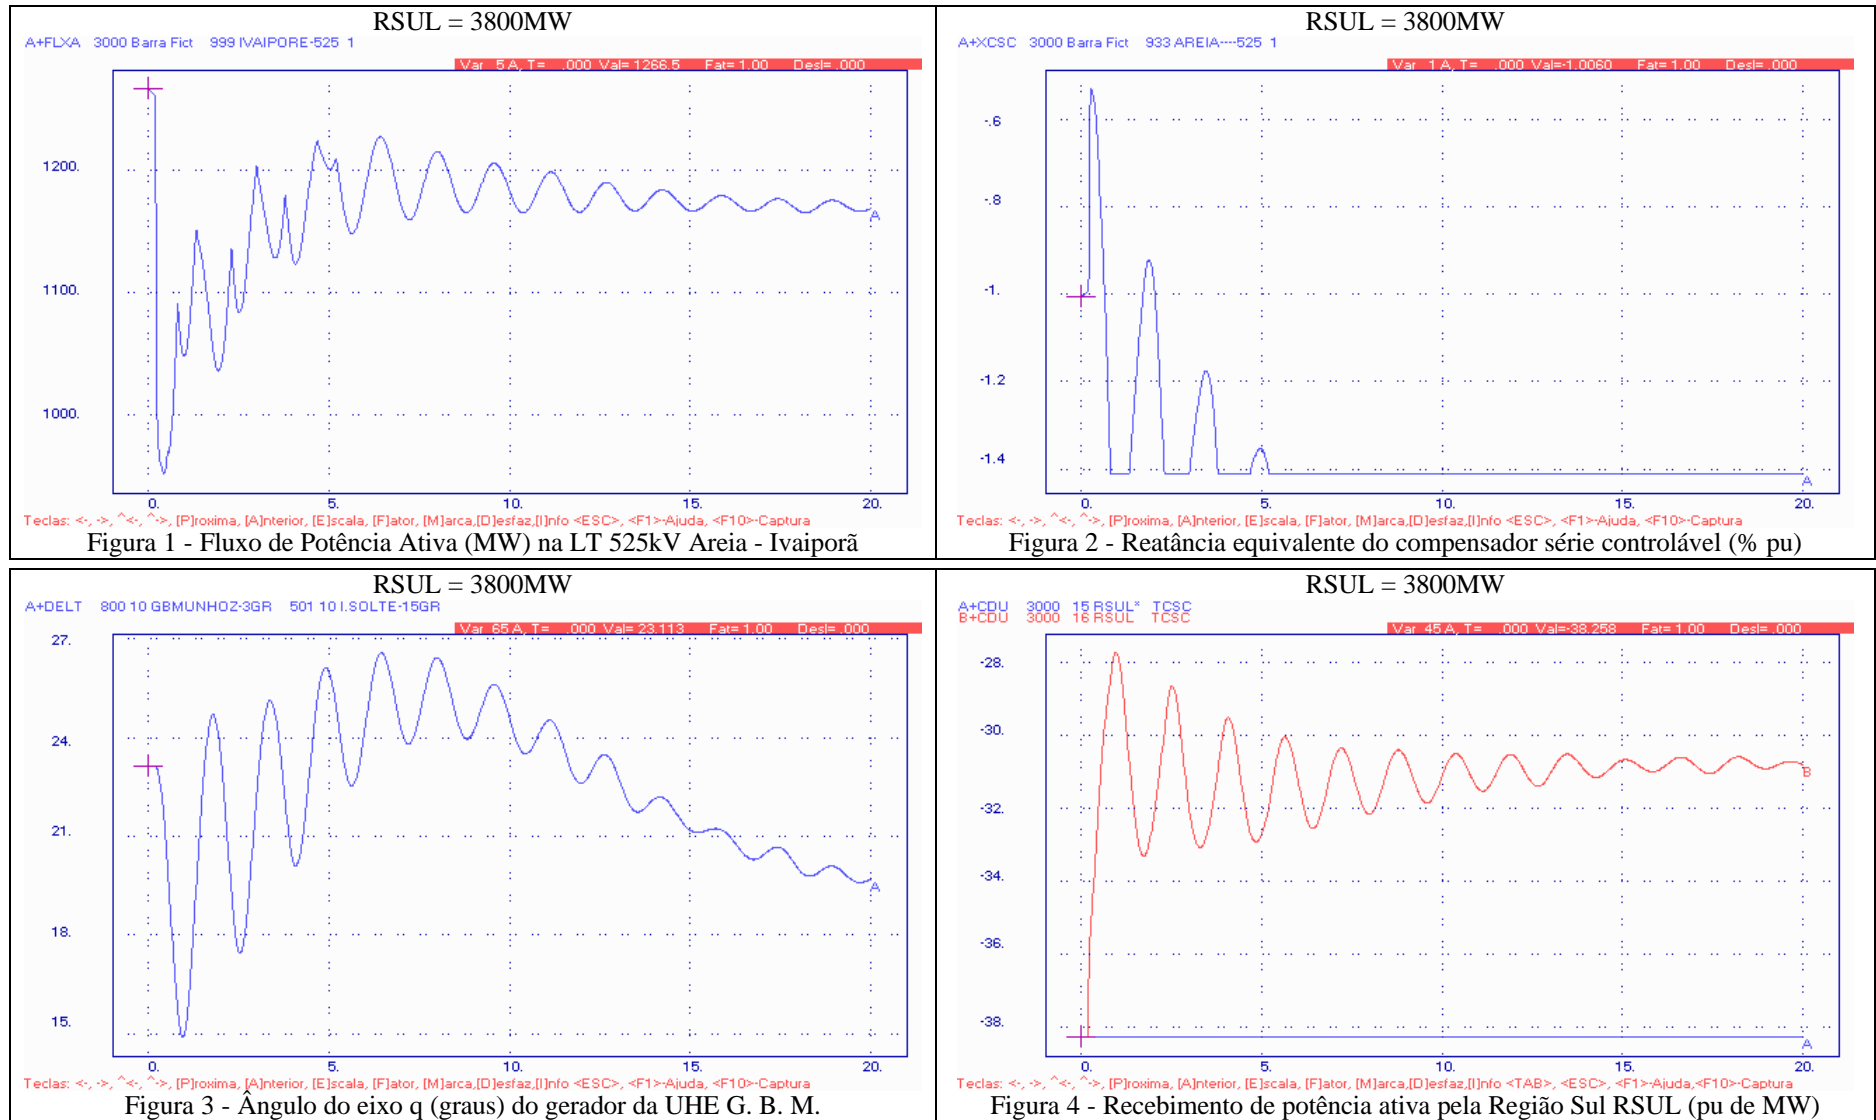 RSUL = 3800MW
A+FLXA 3000 Barra Fict 999 IVAIPORE-525 1
Var 5 A, T= .000 Val= 1266.5 Fat= 1.00 Desl= .000
1200.
1100.
1000.
0. 5. 10. 15. 20.
A
Teclas: <-, ->, ^<-, ^->, [P]roxima, [A]nterior, [E]scala, [F]ator, [M]arca,[D]esfaz,[I]nfo <ESC>, <F1>-Ajuda, <F10>-Captura
Figura 1 - Fluxo de Potência Ativa (MW) na LT 525kV Areia - Ivaiporã
RSUL = 3800MW
A+XCSC 3000 Barra Fict 933 AREIA----525 1
Var 1 A, T= .000 Val=-1.0060 Fat= 1.00 Desl= .000
-.6
-.8
-1.
-1.2
-1.4
0. 5. 10. 15. 20.
A
Teclas: <-, ->, ^<-, ^->, [P]roxima, [A]nterior, [E]scala, [F]ator, [M]arca,[D]esfaz,[I]nfo <ESC>, <F1>-Ajuda, <F10>-Captura
Figura 2 - Reatância equivalente do compensador série controlável (% pu)
RSUL = 3800MW
A+DELT 800 10 GBMUNHOZ-3GR 501 10 I.SOLTE-15GR
Var 65 A, T= .000 Val= 23.113 Fat= 1.00 Desl= .000
27.
24.
21.
18.
15.
0. 5. 10. 15. 20.
A
Teclas: <-, ->, ^<-, ^->, [P]roxima, [A]nterior, [E]scala, [F]ator, [M]arca,[D]esfaz,[I]nfo <ESC>, <F1>-Ajuda, <F10>-Captura
Figura 3 - Ângulo do eixo q (graus) do gerador da UHE G. B. M.
RSUL = 3800MW
A+CDU 3000 15 RSUL* TCSC
B+CDU 3000 16 RSUL TCSC
Var 45 A, T= .000 Val=-38.258 Fat= 1.00 Desl= .000
-28.
-30.
-32.
-34.
-36.
-38.
B
A
0. 5. 10. 15. 20.
Teclas: <-, ->, ^<-, ^->, [P]roxima, [A]nterior, [E]scala, [F]ator, [M]arca,[D]esfaz,[I]nfo <TAB>, <ESC>, <F1>-Ajuda,<F10>-Captura
Figura 4 - Recebimento de potência ativa pela Região Sul RSUL (pu de MW)